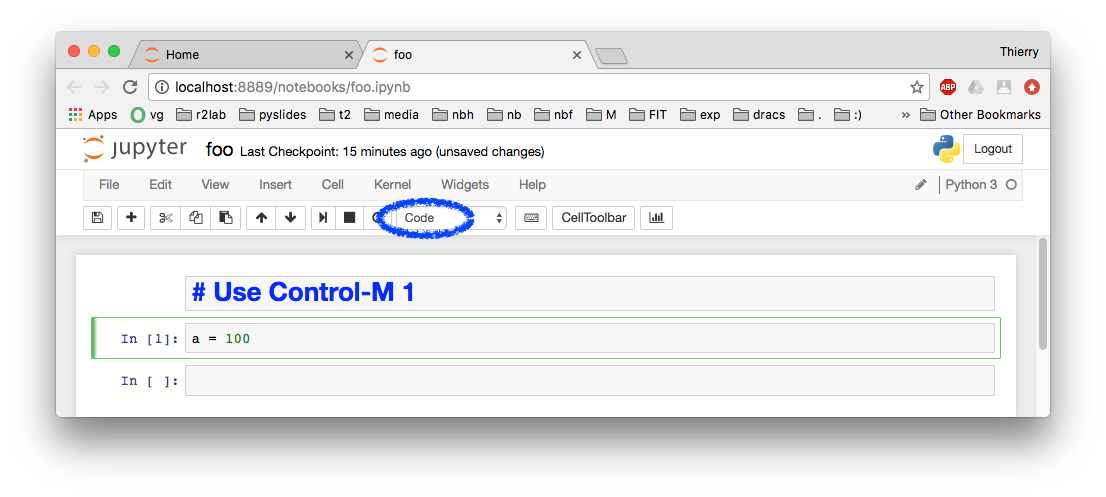 Home
foo
Thierry
localhost:8889/notebooks/foo.ipynb
ABP
Apps vg r2lab pyslides t2 media nbh nb nbf M FIT exp dracs . :) » Other Bookmarks
jupyter foo Last Checkpoint: 15 minutes ago (unsaved changes) Logout
File Edit View Insert Cell Kernel Widgets Help Python 3
Code CellToolbar
# Use Control-M 1
In [1]: a = 100
In [ ]: